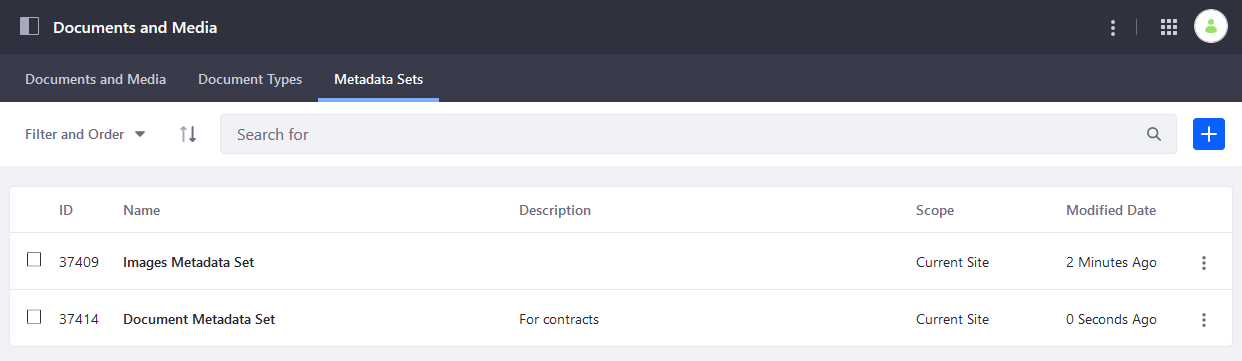 Documents and Media
Documents and Media Document Types Metadata Sets
Filter and Order Search for
ID Name Description Scope Modified Date
37409 Images Metadata Set Current Site 2 Minutes Ago
37414 Document Metadata Set For contracts Current Site 0 Seconds Ago